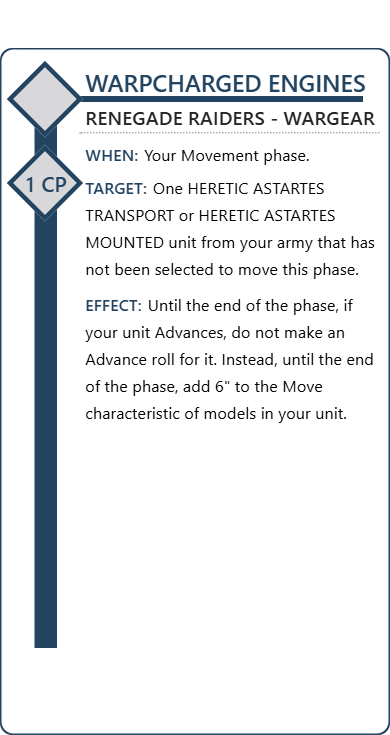 WARPCHARGED ENGINES
RENEGADE RAIDERS - WARGEAR
WHEN: Your Movement phase.
1 CP
TARGET: One HERETIC ASTARTES
TRANSPORT or HERETIC ASTARTES
MOUNTED unit from your army that has
not been selected to move this phase.
EFFECT: Until the end of the phase, if
your unit Advances, do not make an
Advance roll for it. Instead, until the end
of the phase, add 6" to the Move
characteristic of models in your unit.